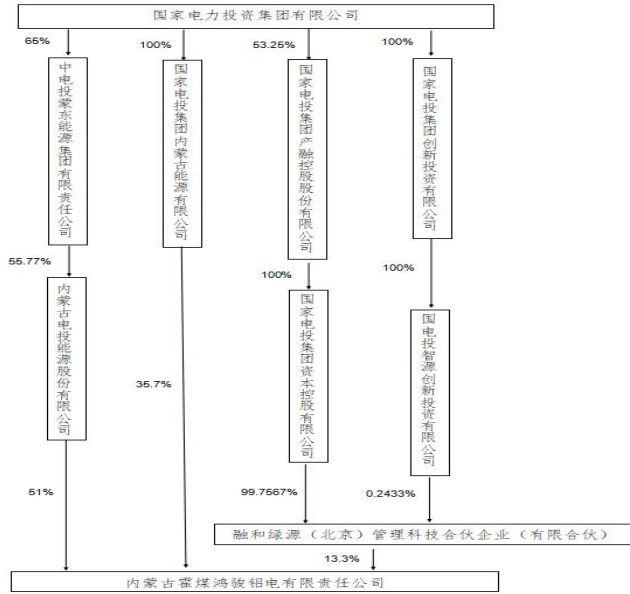 国家电力投资集团有限公司
65%
100%
53.25%
100%
中电投蒙东能源集团有限责任公司
国家电投集团内蒙古能源有限公司
国家电投集团产融控股股份有限公司
国家电投集团创新投资有限公司
55.77%
100%
100%
内蒙古电投能源股份有限公司
35.7%
国家电投集团资本控股有限公司
国电投智源创新投资有限公司
51%
99.7567%
0.2433%
融和绿源（北京）管理科技合伙企业（有限合伙）
13.3%
内蒙古霍煤鸿骏铝电有限责任公司